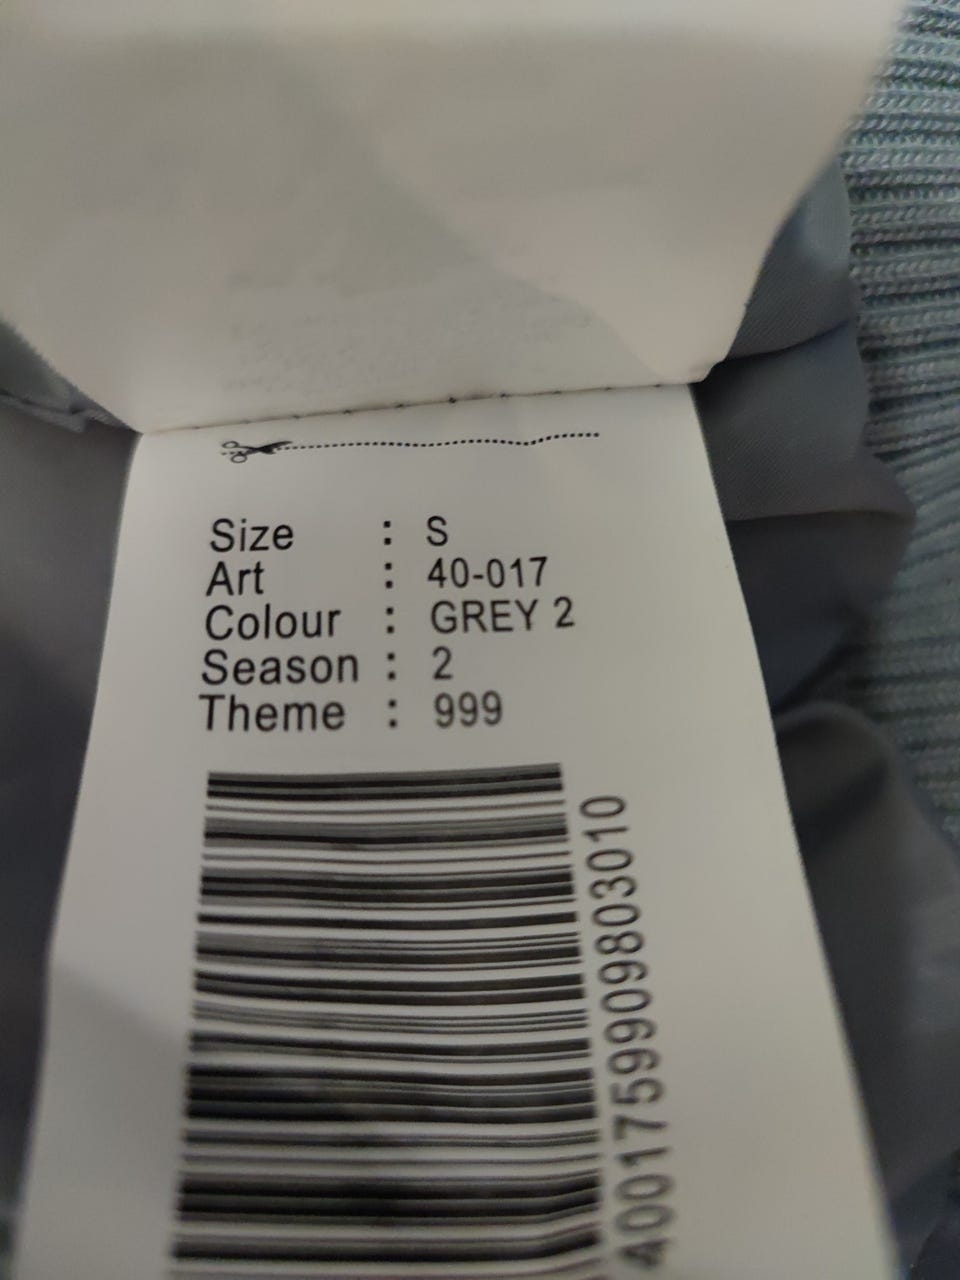 Size : S
Art : 40-017
Colour : GREY 2
Season : 2
Theme : 999
4001759909803010